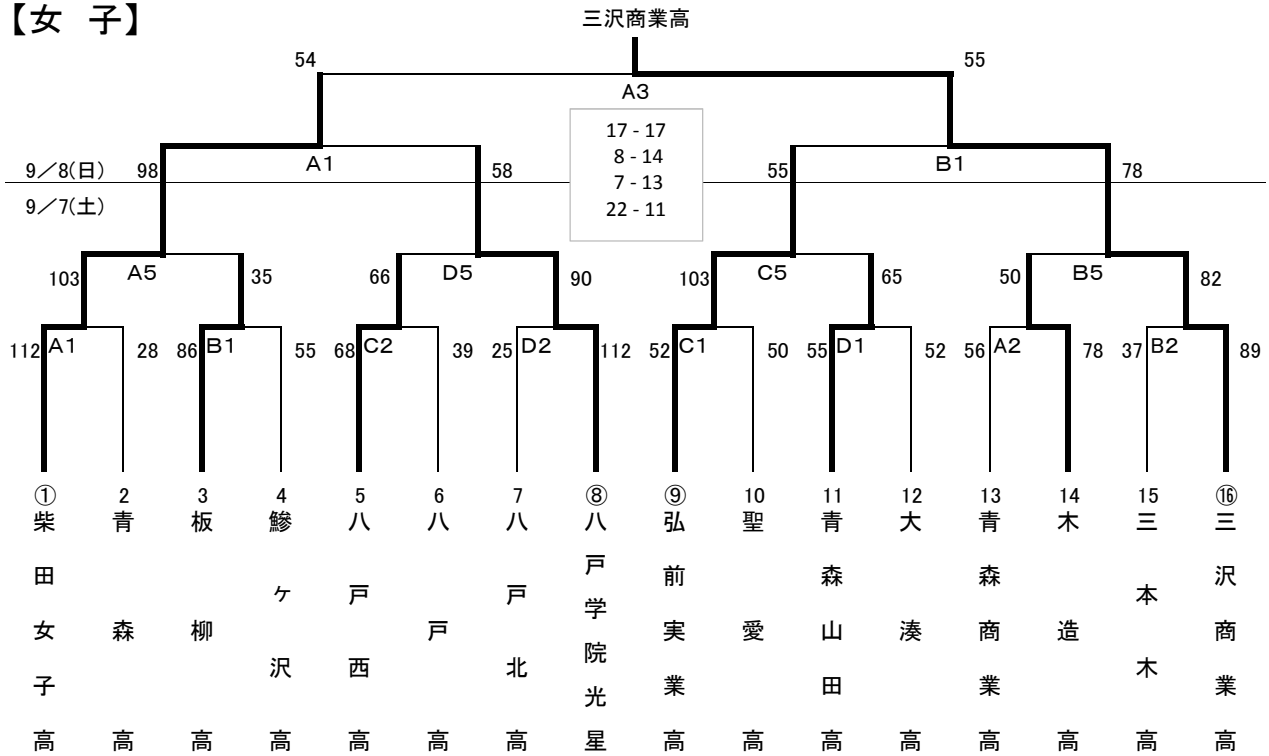 【女 子】
三沢商業高
54
55
A3
17 - 17
8 - 14
7 - 13
22 - 11
A1
B1
9／8(日)
98
58
55
78
9／7(土)
A5
D5
C5
B5
103
35
66
90
103
65
50
82
A1
B1
C2
D2
C1
D1
A2
B2
112
28
86
55
68
39
25
112
52
50
55
52
56
78
37
89
① 柴田女子高
2 青森高
3 板柳高
4 鰺ヶ沢高
5 八戸西高
6 八戸高
7 八戸北高
⑧ 八戸学院光星
⑨ 弘前実業高
10 聖愛高
11 青森山田高
12 大湊高
13 青森商業高
14 木造高
15 三本木高
⑯ 三沢商業高